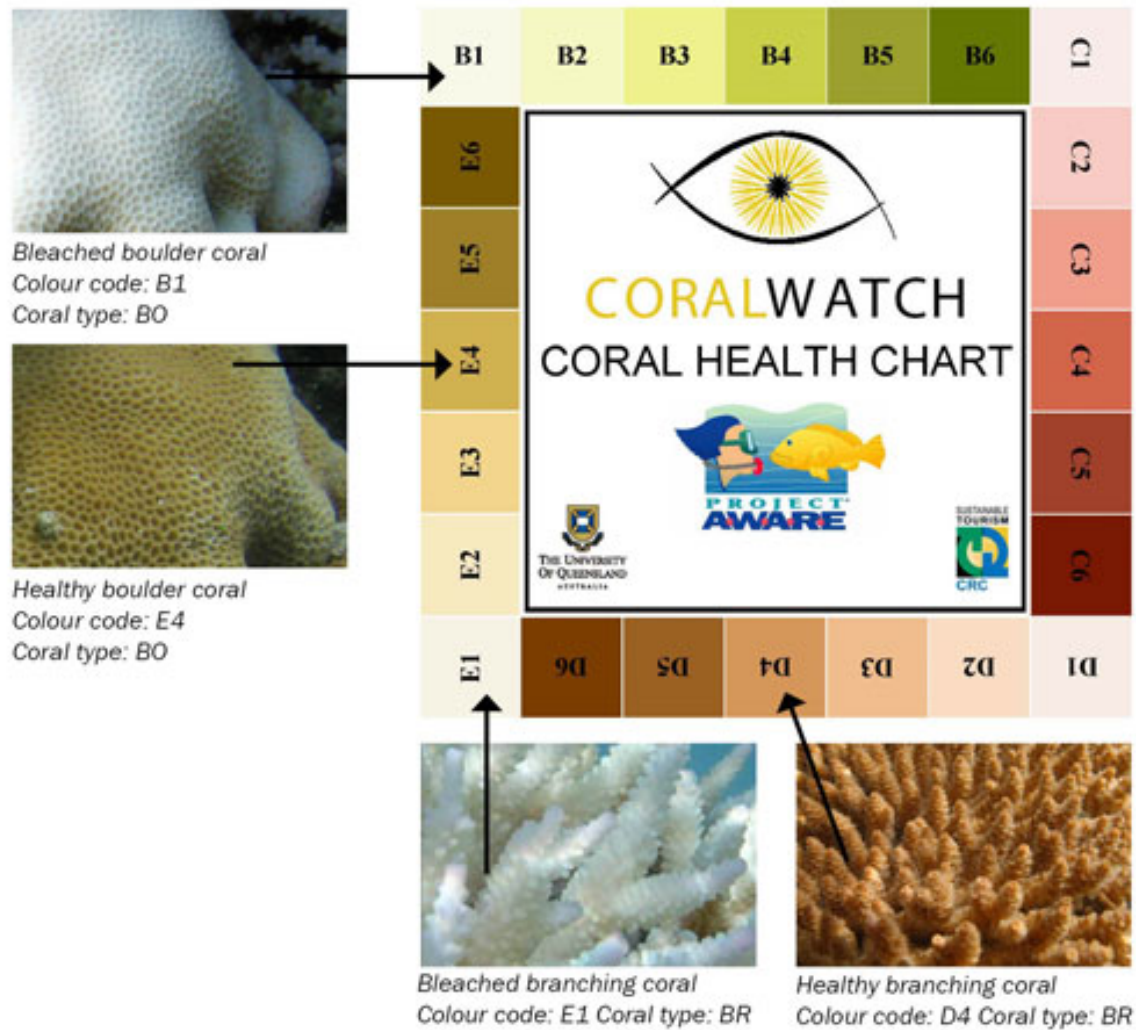 B1
B2
B3
B4
B5
B6
C1
C2
C3
C4
C5
C6
D1
D2
D3
D4
D5
D6
E1
E2
E3
E4
E5
E6
CORALWATCH
CORAL HEALTH CHART
PROJECT
AWARE
THE UNIVERSITY
OF QUEENSLAND
AUSTRALIA
SUSTAINABLE
TOURISM
CRC
Bleached boulder coral
Colour code: B1
Coral type: BO
Healthy boulder coral
Colour code: E4
Coral type: BO
Bleached branching coral
Colour code: E1 Coral type: BR
Healthy branching coral
Colour code: D4 Coral type: BR